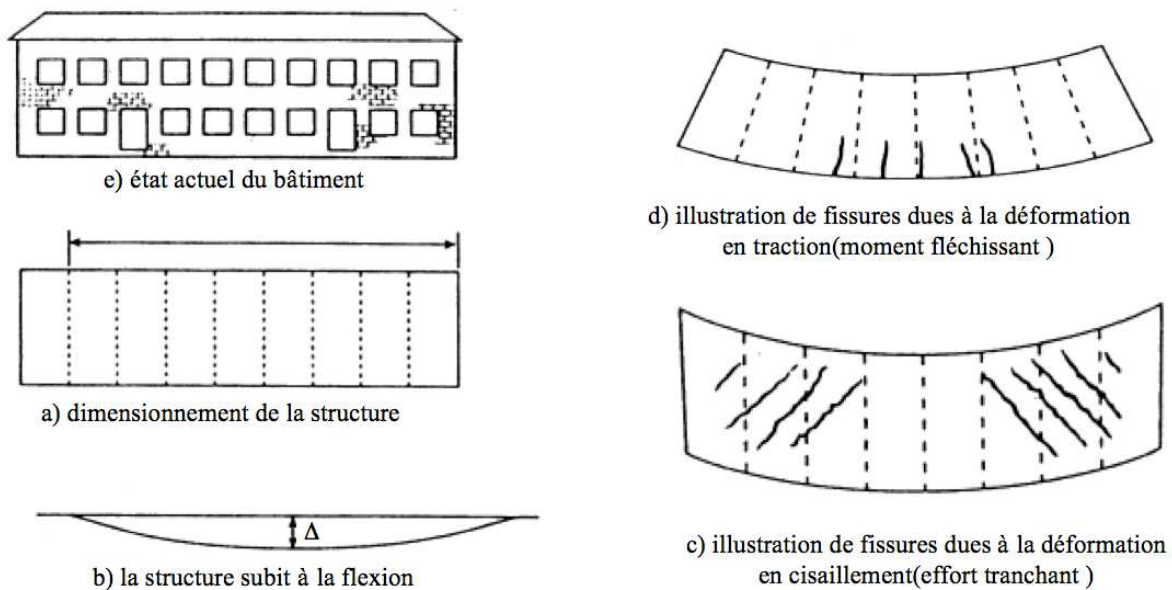 e) état actuel du bâtiment
a) dimensionnement de la structure
Δ
b) la structure subit à la flexion
d) illustration de fissures dues à la déformation
en traction(moment fléchissant )
c) illustration de fissures dues à la déformation
en cisaillement(effort tranchant )